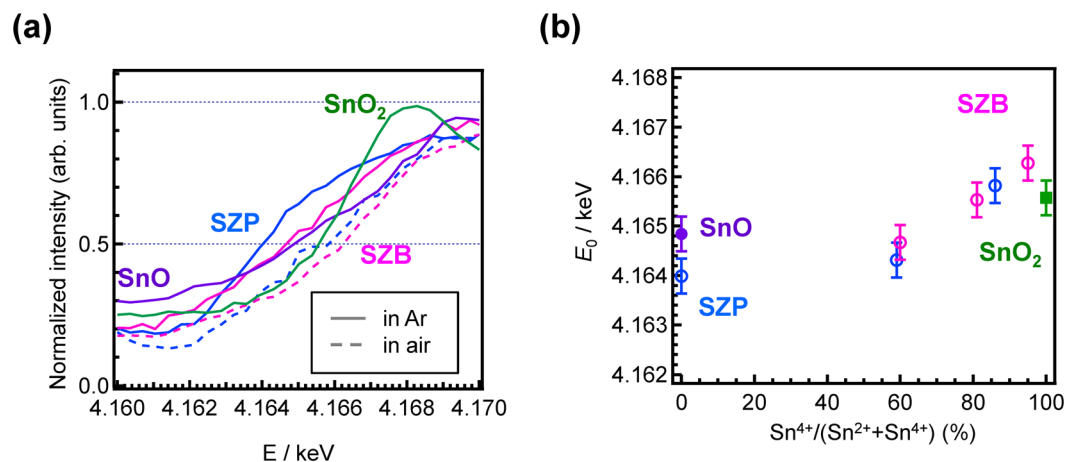 (a)
Normalized intensity (arb. units)
1.0
0.5
0.0
SnO₂
SZP
SnO
SZB
in Ar
in air
4.160 4.162 4.164 4.166 4.168 4.170
E / keV
(b)
E₀ / keV
4.168
4.167
4.166
4.165
4.164
4.163
4.162
SZB
SnO
SnO₂
SZP
0 20 40 60 80 100
Sn⁴⁺/(Sn²⁺+Sn⁴⁺) (%)